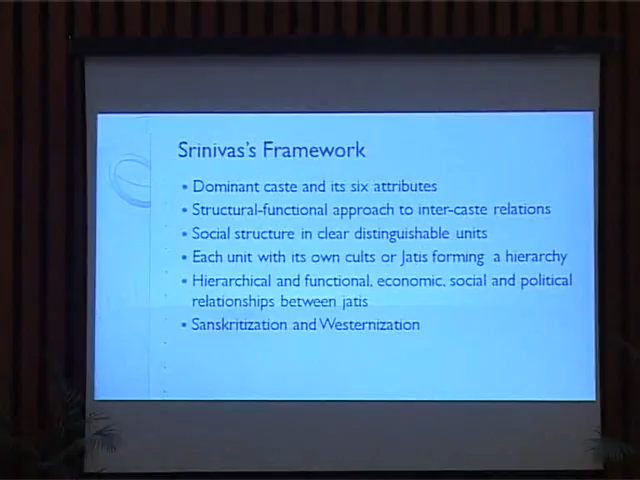 Srinivas's Framework
• Dominant caste and its six attributes
• Structural-functional approach to inter-caste relations
• Social structure in clear distinguishable units
• Each unit with its own cults or Jatis forming a hierarchy
• Hierarchical and functional, economic, social and political
relationships between jatis
• Sanskritization and Westernization